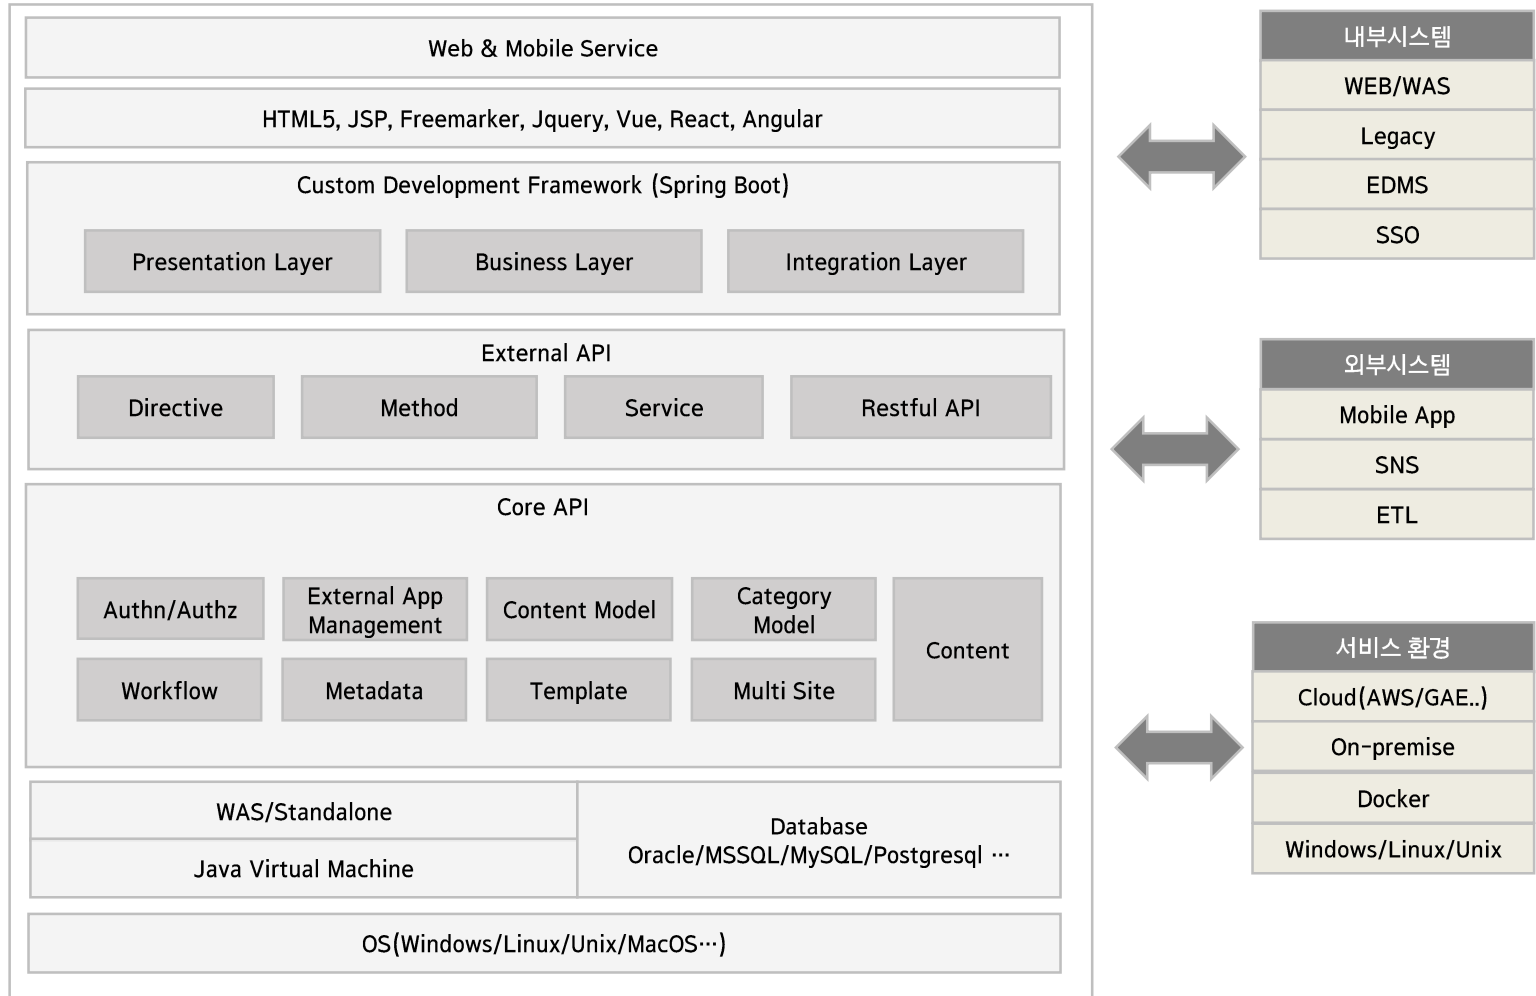 Web & Mobile Service
HTML5, JSP, Freemarker, Jquery, Vue, React, Angular
Custom Development Framework (Spring Boot)
Presentation Layer
Business Layer
Integration Layer
External API
Directive
Method
Service
Restful API
Core API
Authn/Authz
External App
Management
Content Model
Category
Model
Content
Workflow
Metadata
Template
Multi Site
WAS/Standalone
Java Virtual Machine
Database
Oracle/MSSQL/MySQL/Postgresql ···
OS(Windows/Linux/Unix/MacOS···)
내부시스템
WEB/WAS
Legacy
EDMS
SSO
외부시스템
Mobile App
SNS
ETL
서비스 환경
Cloud(AWS/GAE..)
On-premise
Docker
Windows/Linux/Unix